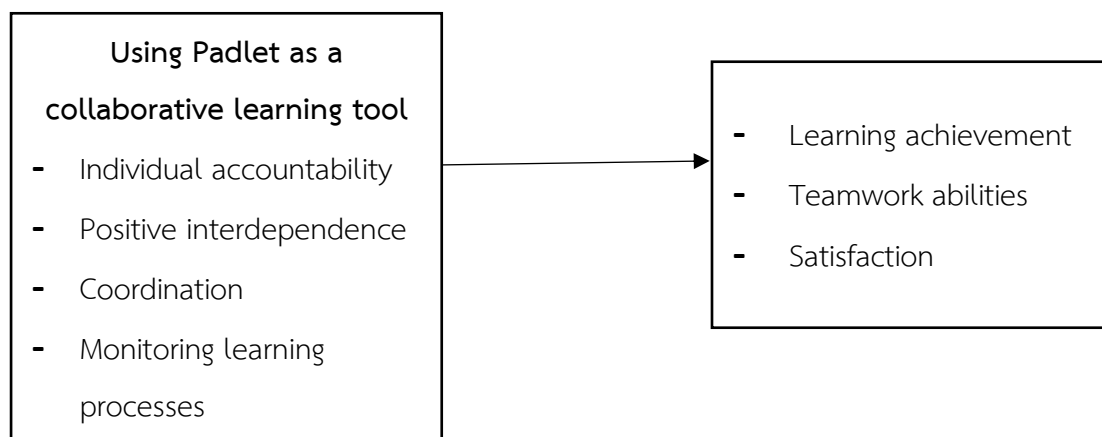 Using Padlet as a
collaborative learning tool
- Individual accountability
- Positive interdependence
- Coordination
- Monitoring learning
processes
- Learning achievement
- Teamwork abilities
- Satisfaction